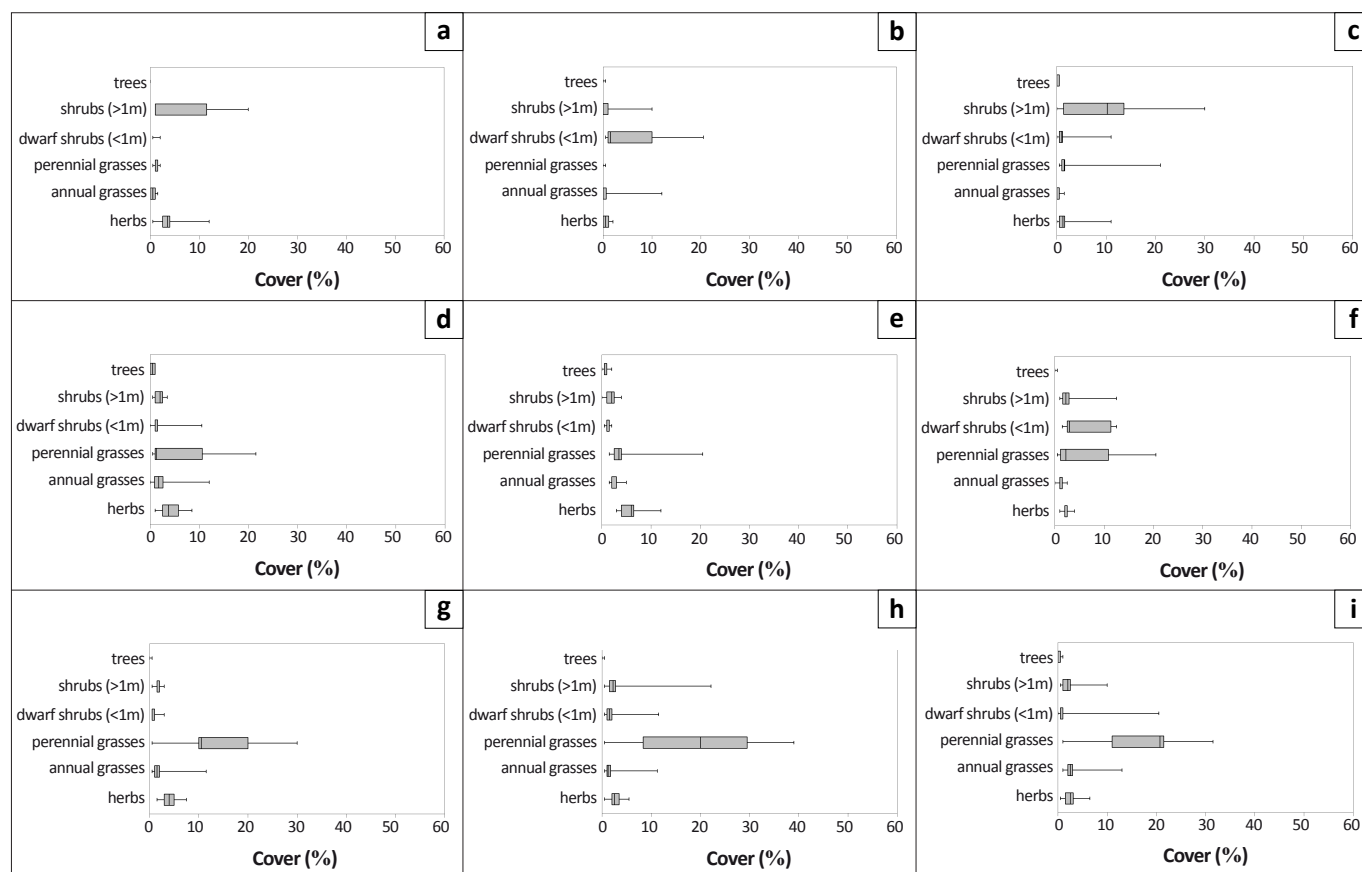 a
trees
shrubs (>1m)
dwarf shrubs (<1m)
perennial grasses
annual grasses
herbs
0 10 20 30 40 50 60
Cover (%)
b
trees
shrubs (>1m)
dwarf shrubs (<1m)
perennial grasses
annual grasses
herbs
0 10 20 30 40 50 60
Cover (%)
c
trees
shrubs (>1m)
dwarf shrubs (<1m)
perennial grasses
annual grasses
herbs
0 10 20 30 40 50 60
Cover (%)
d
trees
shrubs (>1m)
dwarf shrubs (<1m)
perennial grasses
annual grasses
herbs
0 10 20 30 40 50 60
Cover (%)
e
trees
shrubs (>1m)
dwarf shrubs (<1m)
perennial grasses
annual grasses
herbs
0 10 20 30 40 50 60
Cover (%)
f
trees
shrubs (>1m)
dwarf shrubs (<1m)
perennial grasses
annual grasses
herbs
0 10 20 30 40 50 60
Cover (%)
g
trees
shrubs (>1m)
dwarf shrubs (<1m)
perennial grasses
annual grasses
herbs
0 10 20 30 40 50 60
Cover (%)
h
trees
shrubs (>1m)
dwarf shrubs (<1m)
perennial grasses
annual grasses
herbs
0 10 20 30 40 50 60
Cover (%)
i
trees
shrubs (>1m)
dwarf shrubs (<1m)
perennial grasses
annual grasses
herbs
0 10 20 30 40 50 60
Cover (%)